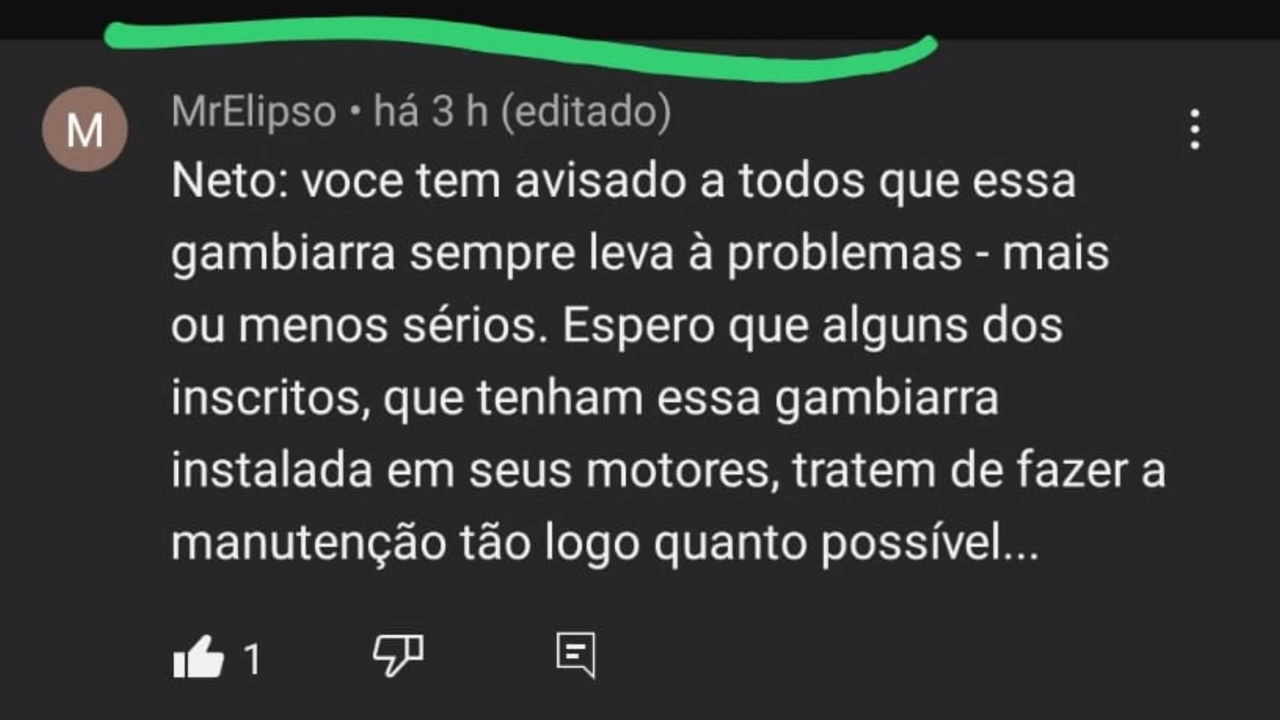 M
MrElipso • há 3 h (editado)
Neto: voce tem avisado a todos que essa
gambiarra sempre leva à problemas - mais
ou menos sérios. Espero que alguns dos
inscritos, que tenham essa gambiarra
instalada em seus motores, tratem de fazer a
manutenção tão logo quanto possível...
1